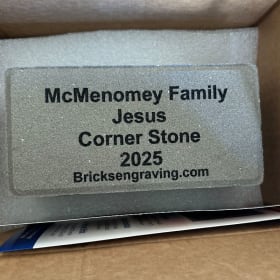 McMenomey Family
Jesus
Corner Stone
2025
Bricksengraving.com